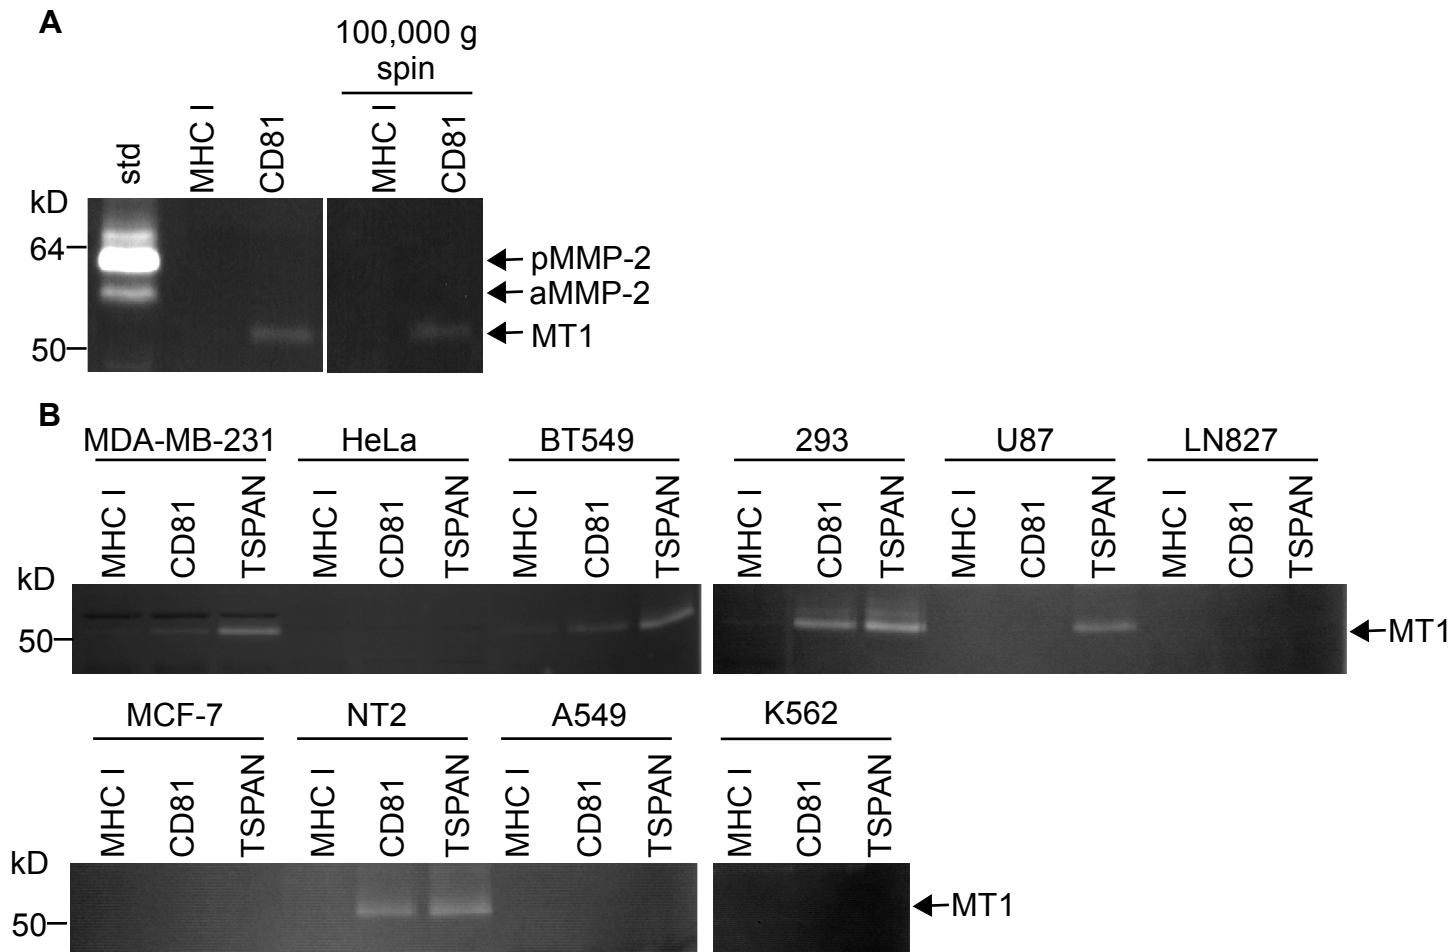 A
100,000 g
spin
std
MHC I
CD81
MHC I
CD81
kD
64
50
pMMP-2
aMMP-2
MT1
B
MDA-MB-231
HeLa
BT549
293
U87
LN827
MHC I
CD81
TSPAN
MHC I
CD81
TSPAN
MHC I
CD81
TSPAN
MHC I
CD81
TSPAN
MHC I
CD81
TSPAN
MHC I
CD81
TSPAN
kD
50
MT1
MCF-7
NT2
A549
K562
MHC I
CD81
TSPAN
MHC I
CD81
TSPAN
MHC I
CD81
TSPAN
MHC I
CD81
TSPAN
kD
50
MT1